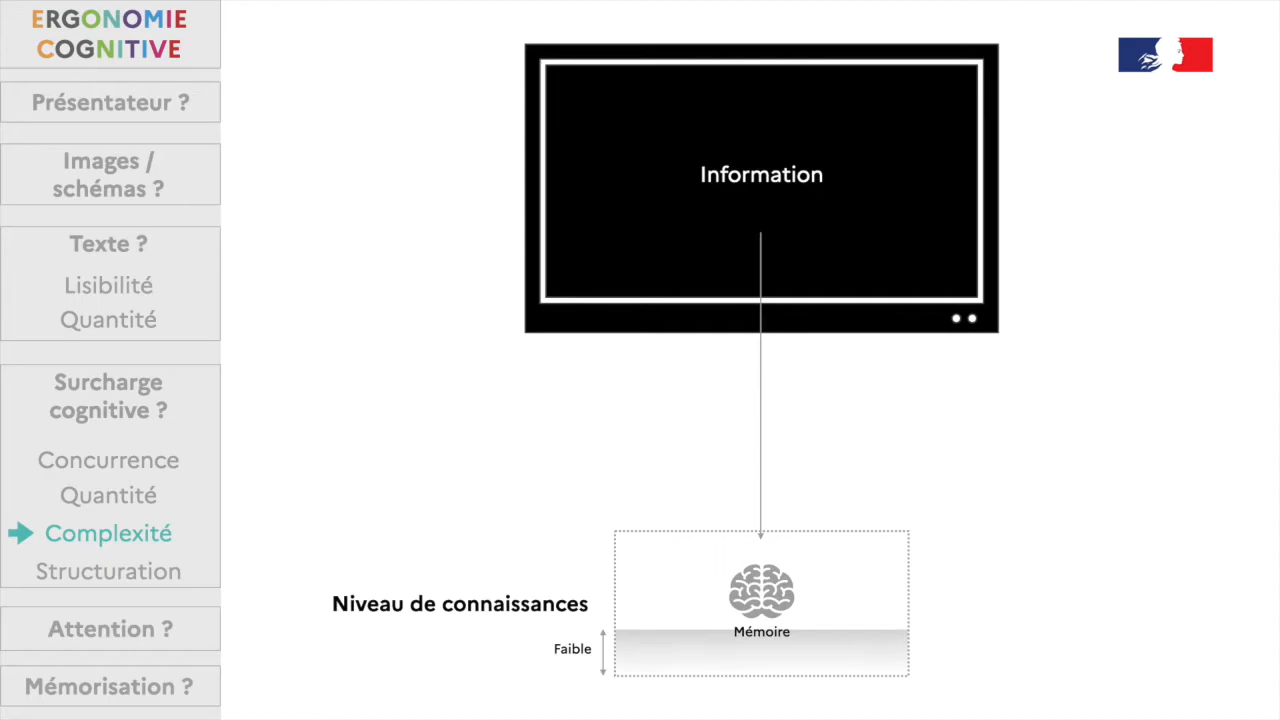 ERGONOMIE
COGNITIVE
Présentateur ?
Images /
schémas ?
Texte ?
Lisibilité
Quantité
Surcharge
cognitive ?
Concurrence
Quantité
Complexité
Structuration
Attention ?
Mémorisation ?
Information
Niveau de connaissances
Faible
Mémoire